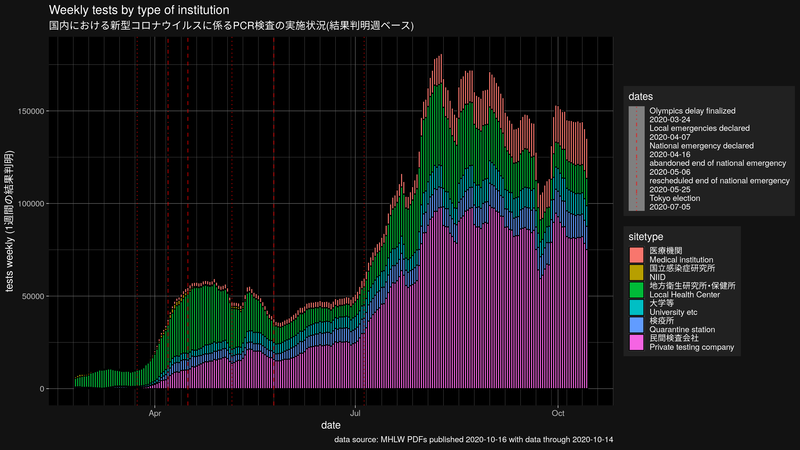 Weekly tests by type of institution
国内における新型コロナウイルスに係るPCR検査の実施状況(結果判明週ベース)
tests weekly (1週間の結果判明)
150000
100000
50000
0
Apr
Jul
Oct
date
data source: MHLW PDFs published 2020-10-16 with data through 2020-10-14
dates
Olympics delay finalized
2020-03-24
Local emergencies declared
2020-04-07
National emergency declared
2020-04-16
abandoned end of national emergency
2020-05-06
rescheduled end of national emergency
2020-05-25
Tokyo election
2020-07-05
sitetype
医療機関
Medical institution
国立感染症研究所
NIID
地方衛生研究所・保健所
Local Health Center
大学等
University etc
検疫所
Quarantine station
民間検査会社
Private testing company